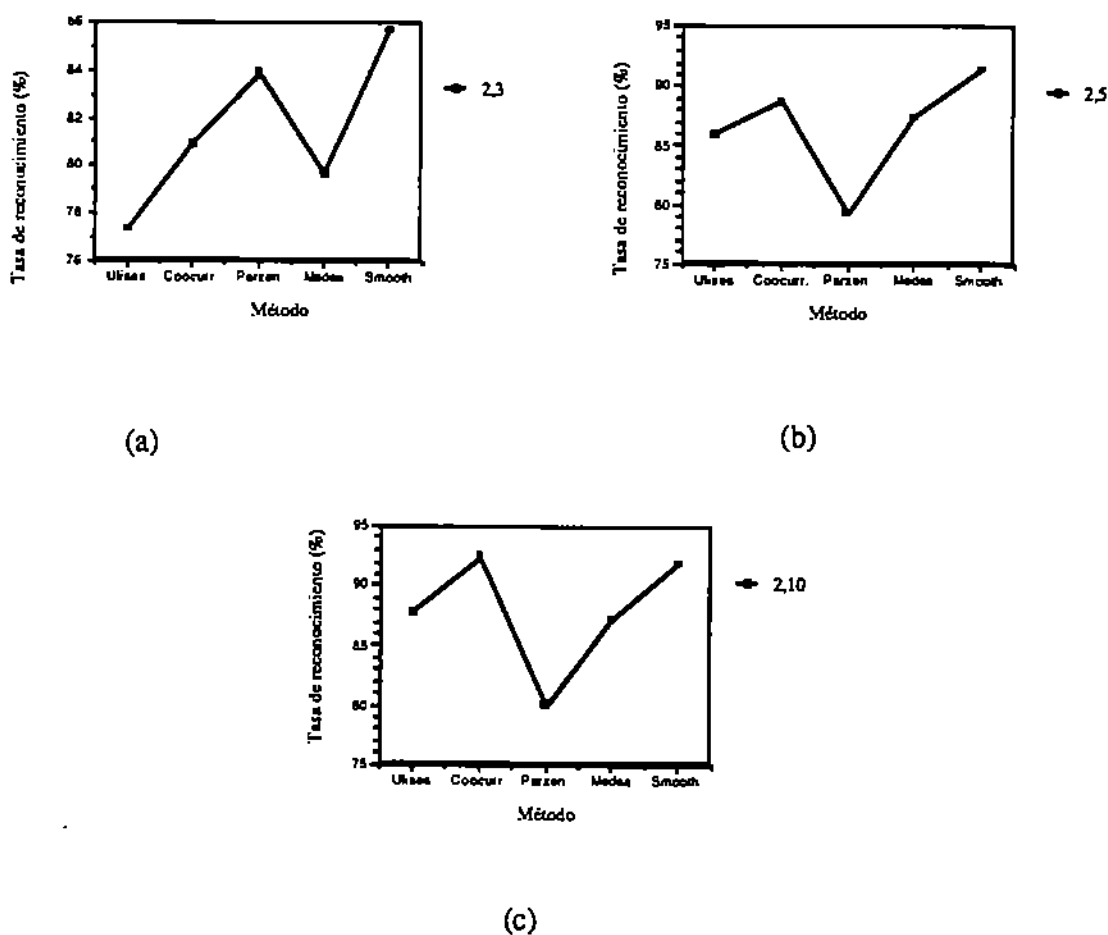 Tasa de reconocimiento (%)
86
84
82
80
78
76
Ulises Coocurr Parzen Medea Smooth
Método
2,3
(a)
Tasa de reconocimiento (%)
95
90
85
80
75
Ulises Coocurr. Parzen Medea Smooth
Método
2,5
(b)
Tasa de reconocimiento (%)
95
90
85
80
75
Ulises Coocurr Parzen Medea Smooth
Método
2,10
(c)